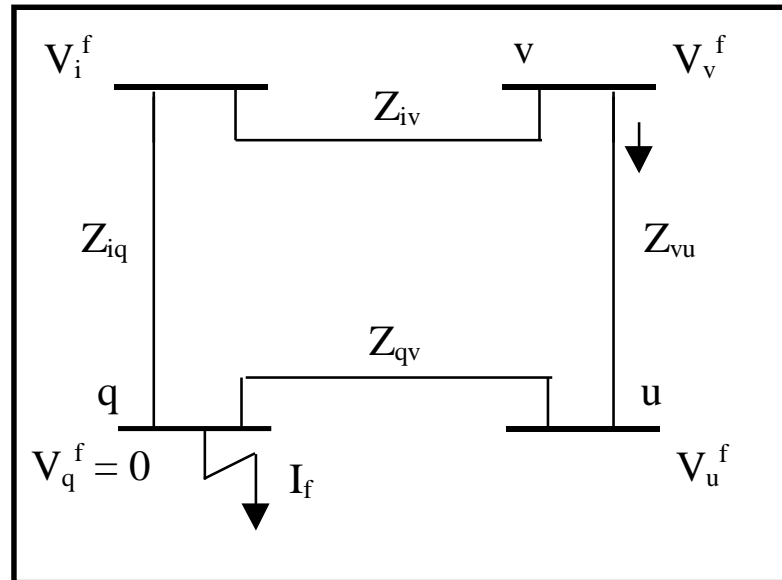 V_i^f
v
V_v^f
Z_iv
Z_iq
Z_vu
Z_qv
q
u
V_q^f = 0
I_f
V_u^f